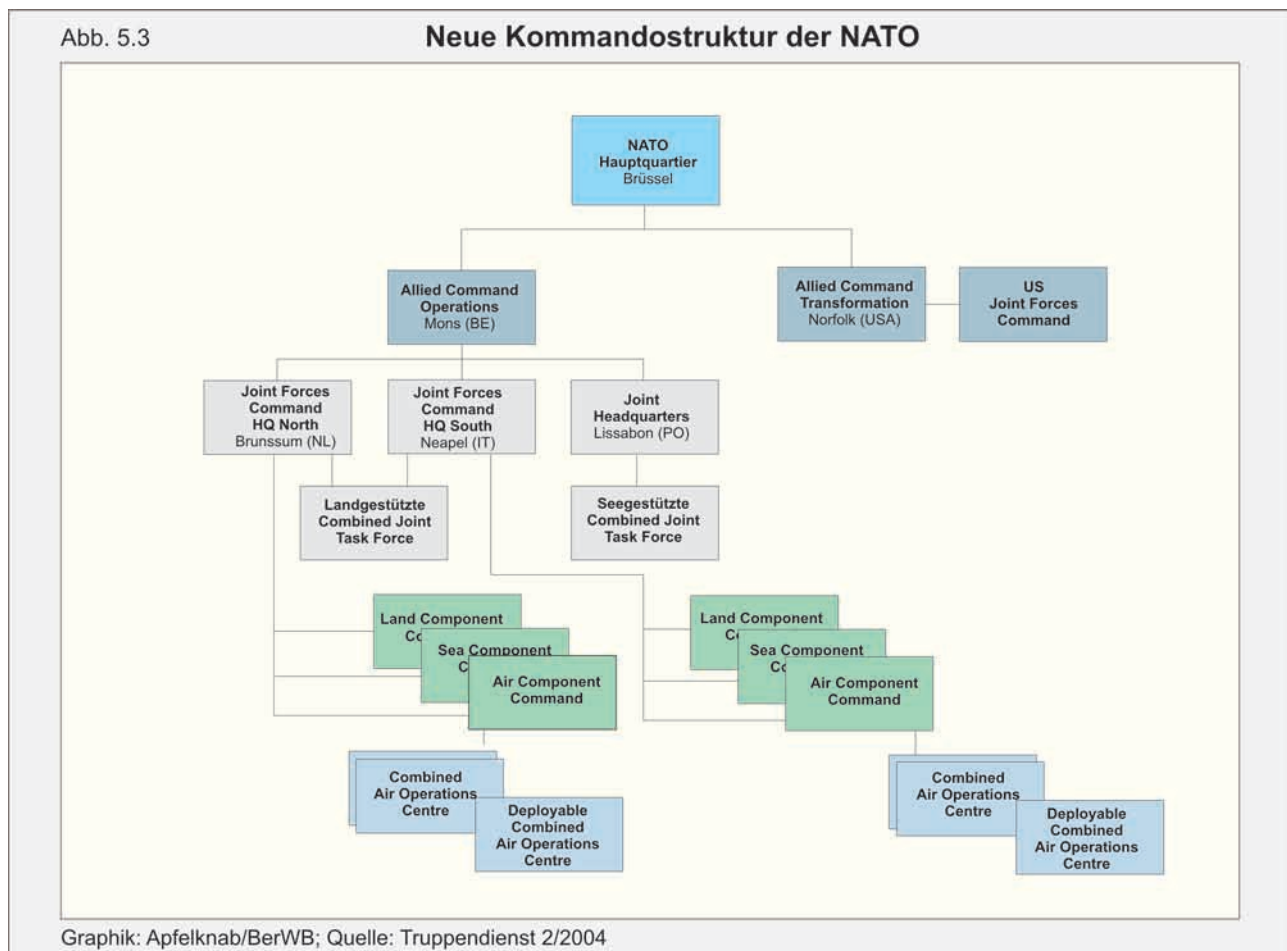 Abb. 5.3
Neue Kommandostruktur der NATO
NATO
Hauptquartier
Brüssel
Allied Command
Operations
Mons (BE)
Allied Command
Transformation
Norfolk (USA)
US
Joint Forces
Command
Joint Forces
Command
HQ North
Brunssum (NL)
Joint Forces
Command
HQ South
Neapel (IT)
Joint
Headquarters
Lissabon (PO)
Landgestützte
Combined Joint
Task Force
Seegestützte
Combined Joint
Task Force
Land Component
Sea Component
Air Component
Command
Land Component
Sea Component
Air Component
Command
Combined
Air Operations
Centre
Deployable
Combined
Air Operations
Centre
Combined
Air Operations
Centre
Deployable
Combined
Air Operations
Centre
Graphik: Apfelknab/BerWB; Quelle: Truppendienst 2/2004